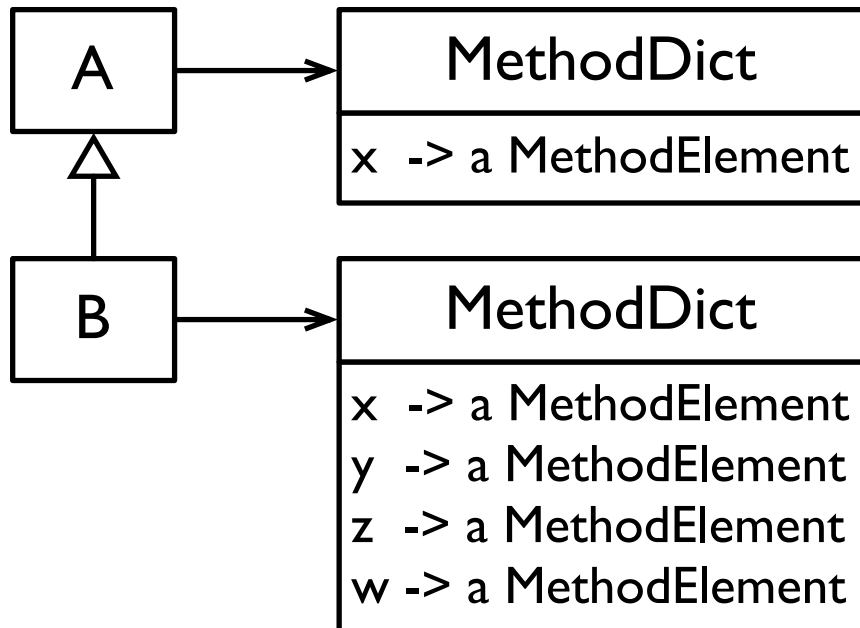 A
MethodDict
x -> a MethodElement
B
MethodDict
x -> a MethodElement
y -> a MethodElement
z -> a MethodElement
w -> a MethodElement